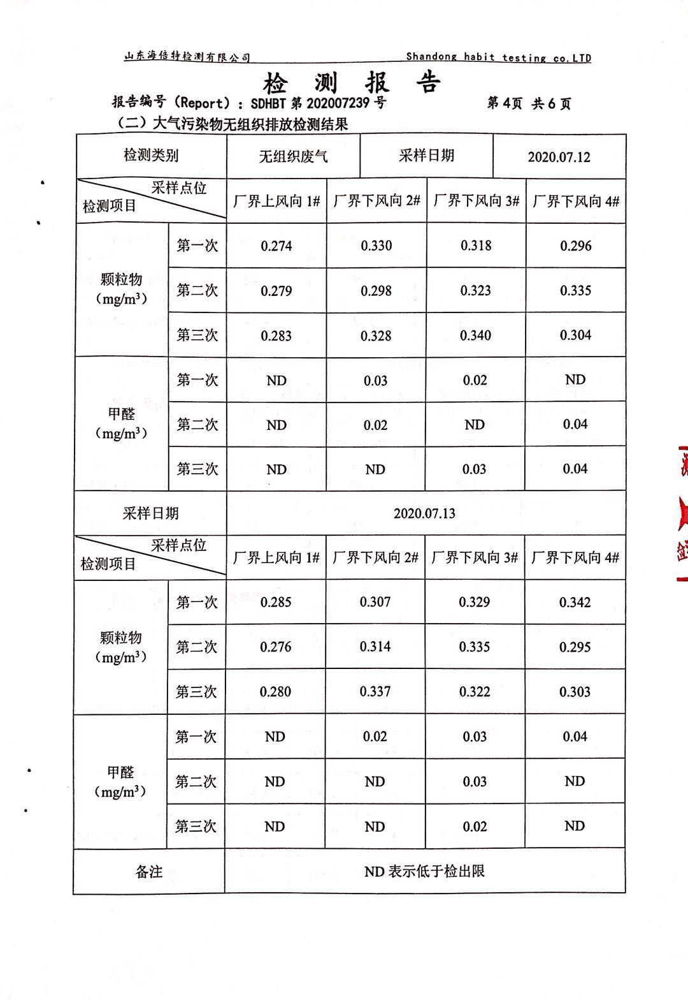 山东海倍特检测有限公司 Shandong habit testing co.LTD
检 测 报 告
报告编号（Report）: SDHBT 第 202007239 号 第 4页 共 6 页
（二）大气污染物无组织排放检测结果
检测类别 无组织废气 采样日期 2020.07.12
采样点位 检测项目 厂界上风向 1# 厂界下风向 2# 厂界下风向 3# 厂界下风向 4#
颗粒物（mg/m³）
第一次 0.274 0.330 0.318 0.296
第二次 0.279 0.298 0.323 0.335
第三次 0.283 0.328 0.340 0.304
甲醛（mg/m³）
第一次 ND 0.03 0.02 ND
第二次 ND 0.02 ND 0.04
第三次 ND ND 0.03 0.04
采样日期 2020.07.13
采样点位 检测项目 厂界上风向 1# 厂界下风向 2# 厂界下风向 3# 厂界下风向 4#
颗粒物（mg/m³）
第一次 0.285 0.307 0.329 0.342
第二次 0.276 0.314 0.335 0.295
第三次 0.280 0.337 0.322 0.303
甲醛（mg/m³）
第一次 ND 0.02 0.03 0.04
第二次 ND ND 0.03 ND
第三次 ND ND 0.02 ND
备注 ND 表示低于检出限